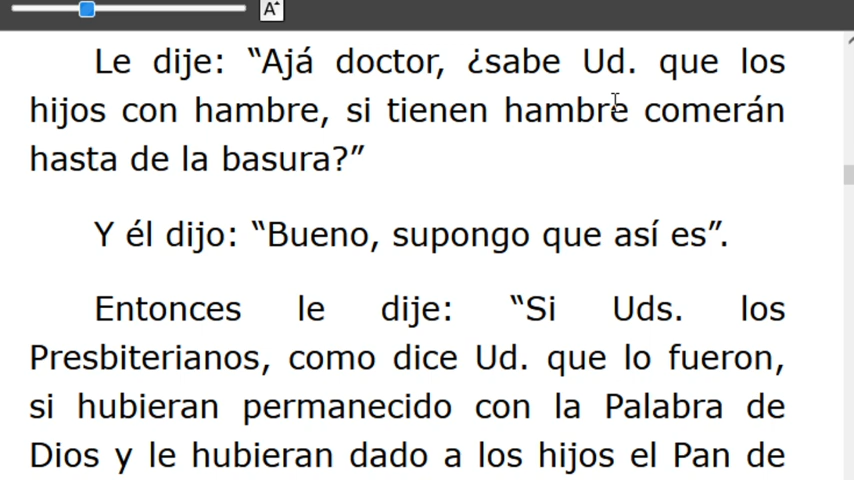 A
Le dije: “Ajá doctor, ¿sabe Ud. que los
hijos con hambre, si tienen hambre comerán
hasta de la basura?”
Y él dijo: “Bueno, supongo que así es”.
Entonces le dije: “Si Uds. los
Presbiterianos, como dice Ud. que lo fueron,
si hubieran permanecido con la Palabra de
Dios y le hubieran dado a los hijos el Pan de